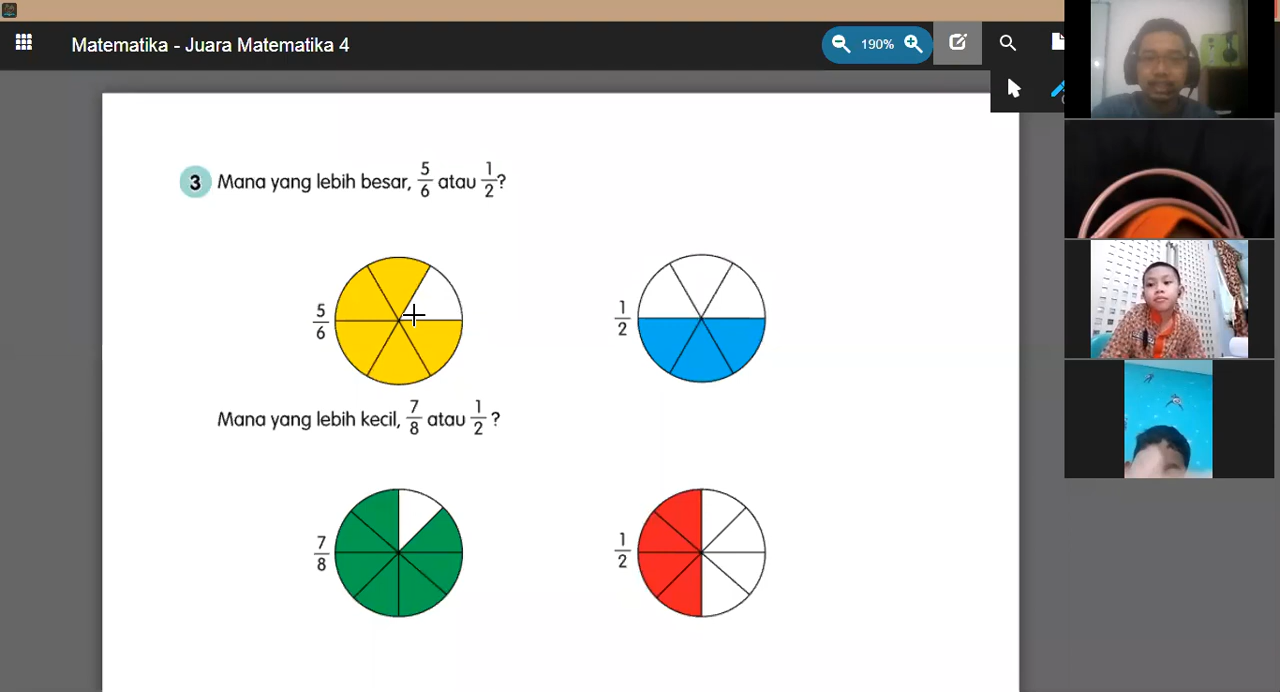 Matematika - Juara Matematika 4
190%
3 Mana yang lebih besar, 5/6 atau 1/2?
5/6
1/2
Mana yang lebih kecil, 7/8 atau 1/2 ?
7/8
1/2